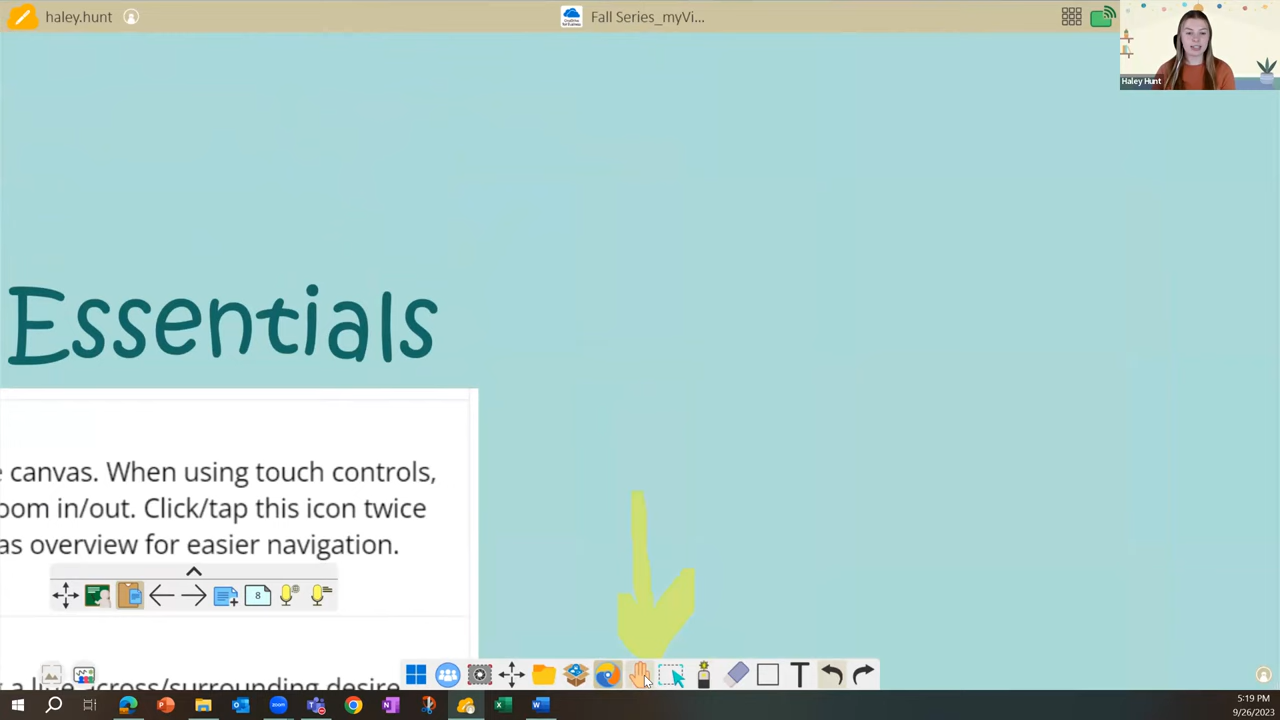 haley.hunt
Fall Series_myVi...
Haley Hunt
Essentials
canvas. When using touch controls,
oom in/out. Click/tap this icon twice
as overview for easier navigation.
8
T
5:19 PM
9/26/2023